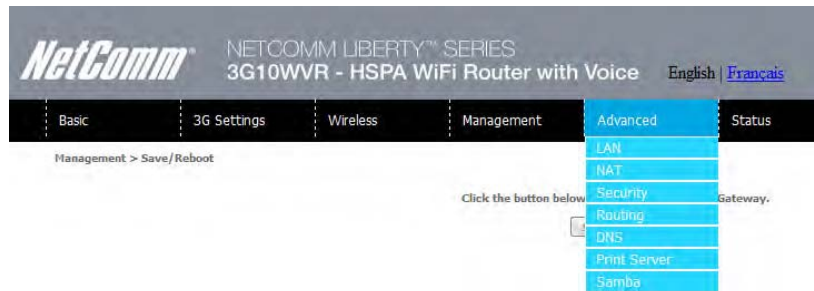 NetComm
NETCOMM LIBERTY™ SERIES
3G10WVR - HSPA WiFi Router with Voice
English | Français
Basic
3G Settings
Wireless
Management
Advanced
Status
Management > Save/Reboot
LAN
NAT
Security
Routing
DNS
Print Server
Samba
Click the button below
Gateway.